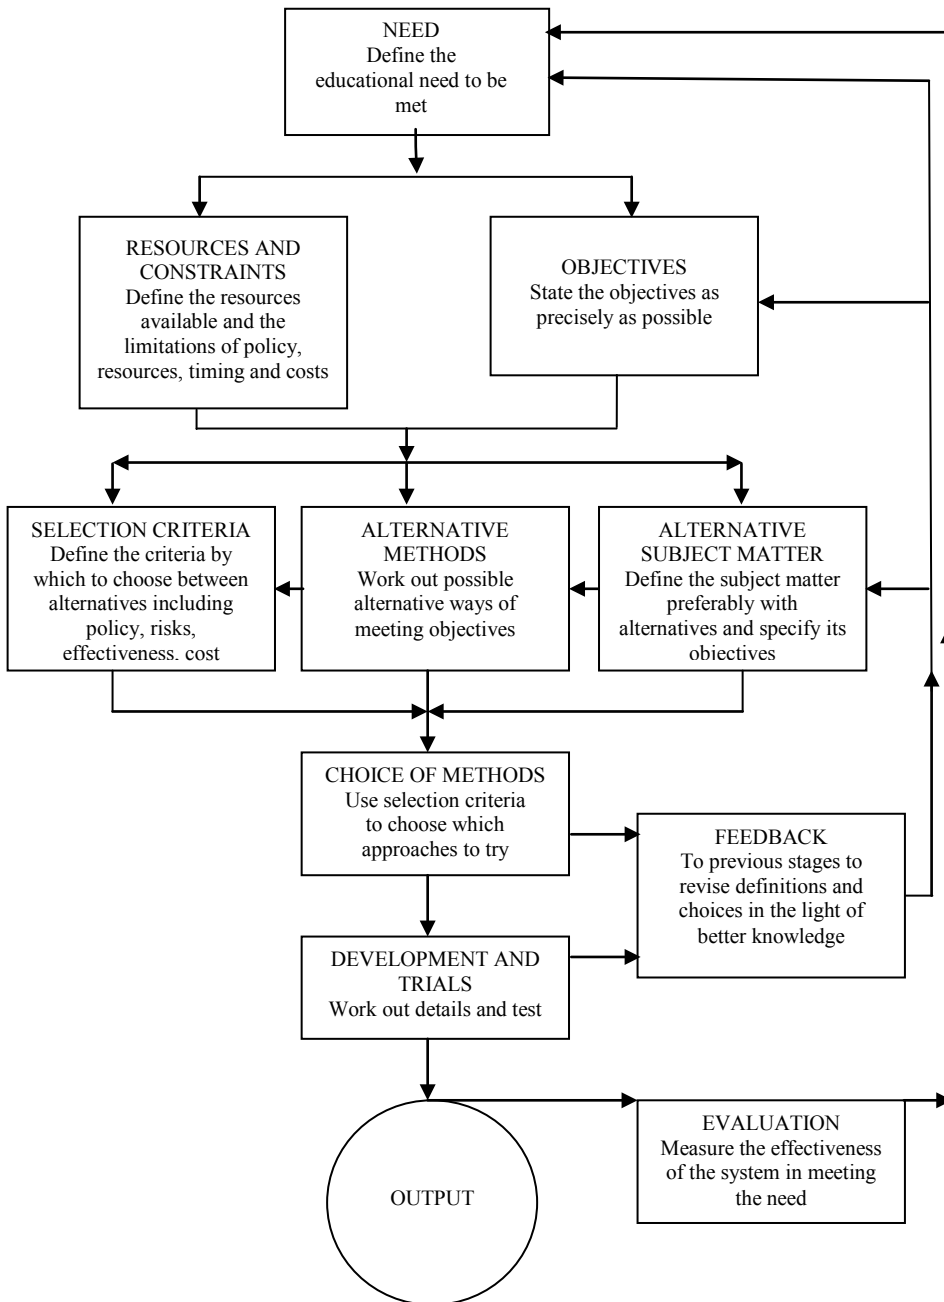 NEED
Define the
educational need to be
met
RESOURCES AND
CONSTRAINTS
Define the resources
available and the
limitations of policy,
resources, timing and costs
OBJECTIVES
State the objectives as
precisely as possible
SELECTION CRITERIA
Define the criteria by
which to choose between
alternatives including
policy, risks,
effectiveness. cost
ALTERNATIVE
METHODS
Work out possible
alternative ways of
meeting objectives
ALTERNATIVE
SUBJECT MATTER
Define the subject matter
preferably with
alternatives and specify its
objectives
CHOICE OF METHODS
Use selection criteria
to choose which
approaches to try
FEEDBACK
To previous stages to
revise definitions and
choices in the light of
better knowledge
DEVELOPMENT AND
TRIALS
Work out details and test
EVALUATION
Measure the effectiveness
of the system in meeting
the need
OUTPUT